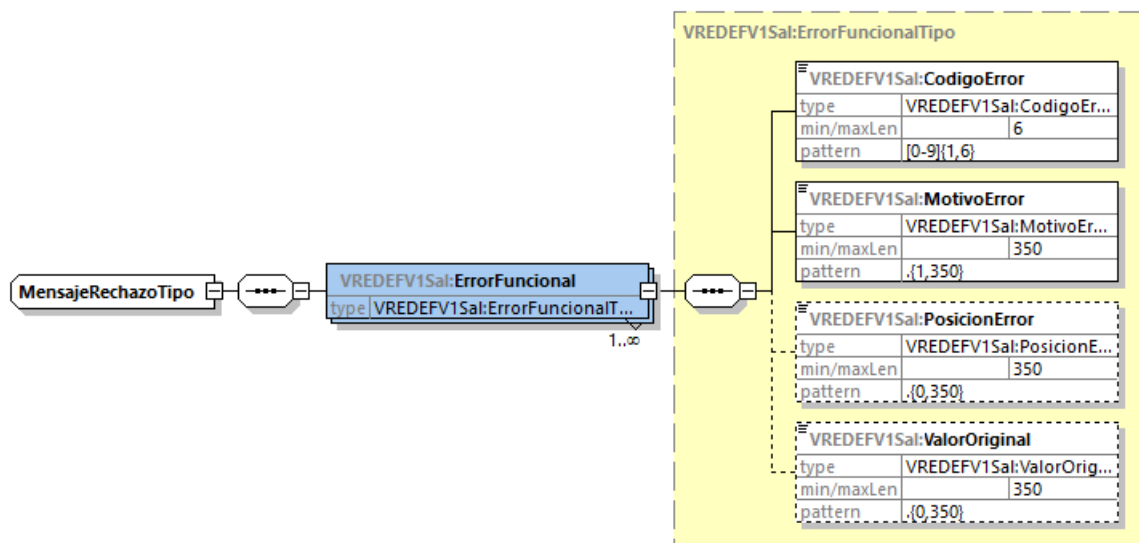 VREDEFV1Sal:ErrorFuncionalTipo
VREDEFV1Sal:CodigoError
type VREDEFV1Sal:CodigoEr...
min/maxLen 6
pattern [0-9]{1,6}
VREDEFV1Sal:MotivoError
type VREDEFV1Sal:MotivoEr...
min/maxLen 350
pattern .{1,350}
MensajeRechazoTipo
VREDEFV1Sal:ErrorFuncional
type VREDEFV1Sal:ErrorFuncionalT...
1..∞
VREDEFV1Sal:PosicionError
type VREDEFV1Sal:PosicionE...
min/maxLen 350
pattern .{0,350}
VREDEFV1Sal:ValorOriginal
type VREDEFV1Sal:ValorOrig...
min/maxLen 350
pattern .{0,350}